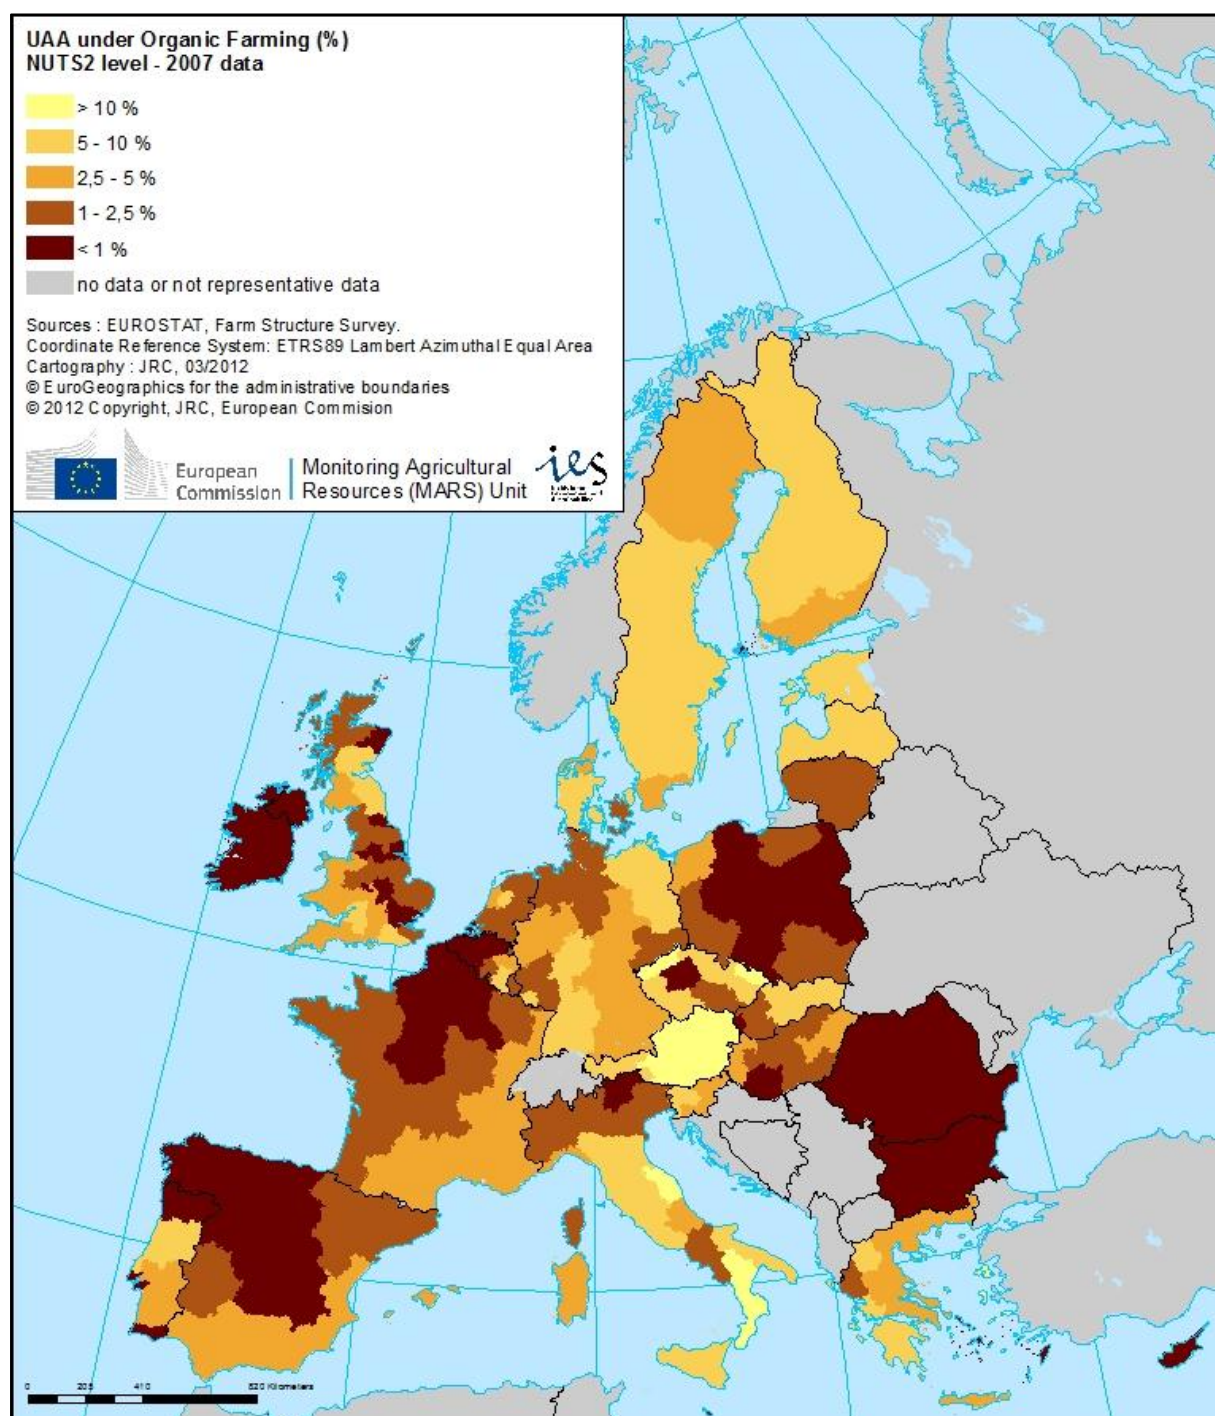 UAA under Organic Farming (%)
NUTS2 level - 2007 data
> 10 %
5 - 10 %
2,5 - 5 %
1 - 2,5 %
< 1 %
no data or not representative data
Sources : EUROSTAT, Farm Structure Survey.
Coordinate Reference System: ETRS89 Lambert Azimuthal Equal Area
Cartography : JRC, 03/2012
© EuroGeographics for the administrative boundaries
© 2012 Copyright, JRC, European Commision
European
Commission
Monitoring Agricultural
Resources (MARS) Unit
ies
0 205 410 820 Kilometers